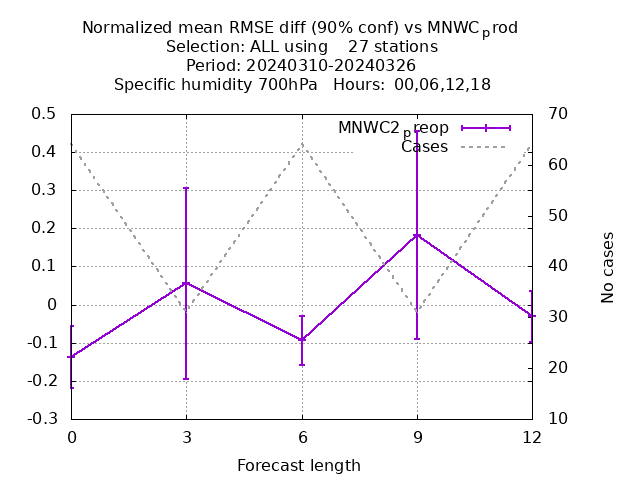 Normalized mean RMSE diff (90% conf) vs MNWCprod
Selection: ALL using    27 stations
Period: 20240310-20240326
Specific humidity 700hPa   Hours: 00,06,12,18
0.5
0.4
0.3
0.2
0.1
0
-0.1
-0.2
-0.3
70
60
50
40
30
20
10
MNWC2preop
Cases
No cases
0 3 6 9 12
Forecast length